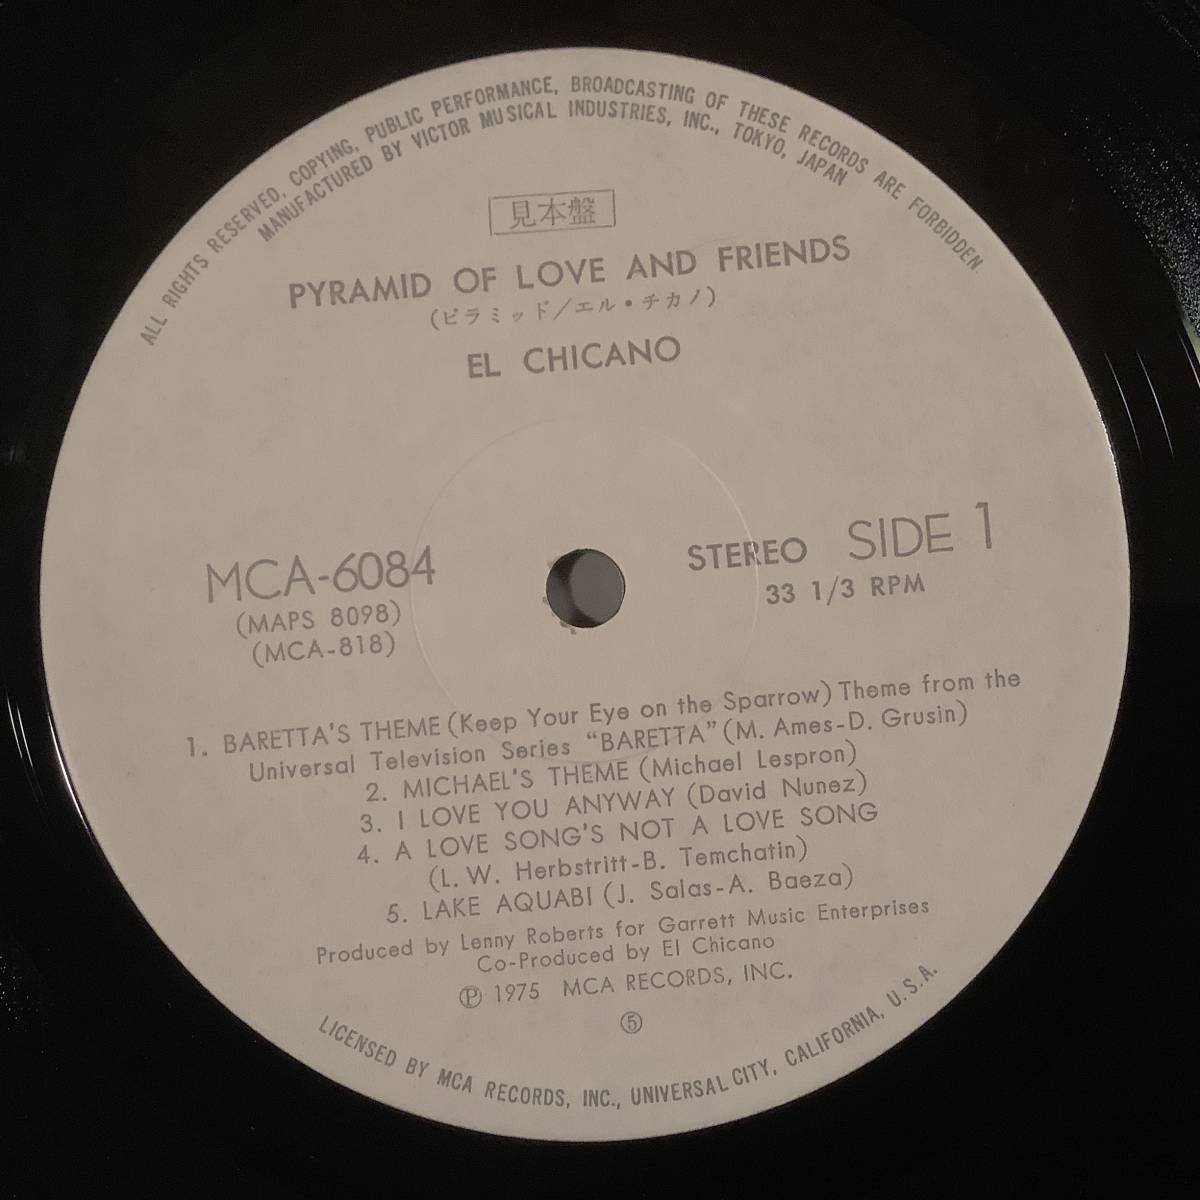 ALL RIGHTS RESERVED, COPYING, PUBLIC PERFORMANCE, BROADCASTING OF THESE RECORDS ARE FORBIDDEN.
MANUFACTURED BY VICTOR MUSICAL INDUSTRIES, INC., TOKYO, JAPAN
見本盤
PYRAMID OF LOVE AND FRIENDS
(ピラミッド/エル・チカノ)
EL CHICANO
MCA-6084
(MAPS 8098)
(MCA-818)
STEREO SIDE 1
33 1/3 RPM
1. BARETTA'S THEME (Keep Your Eye on the Sparrow) Theme from the
Universal Television Series "BARETTA" (M. Ames-D. Grusin)
2. MICHAEL'S THEME (Michael Lespron)
3. I LOVE YOU ANYWAY (David Nunez)
4. A LOVE SONG'S NOT A LOVE SONG
(L. W. Herbstritt-B. Temchatin)
5. LAKE AQUABI (J. Salas-A. Baeza)
Produced by Lenny Roberts for Garrett Music Enterprises
Co-Produced by El Chicano
Ⓟ 1975 MCA RECORDS, INC.
⑤
LICENSED BY MCA RECORDS, INC., UNIVERSAL CITY, CALIFORNIA, U.S.A.